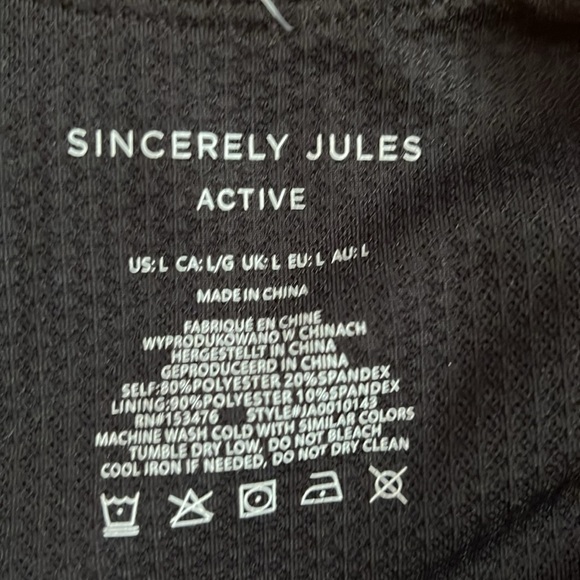 SINCERELY JULES
ACTIVE
US: L CA: L/G UK: L EU: L AU: L
MADE IN CHINA
FABRIQUÉ EN CHINE
WYPRODUKOWANO W CHINACH
HERGESTELLT IN CHINA
GEPRODUCEERD IN CHINA
SELF:80%POLYESTER 20%SPANDEX
LINING:90%POLYESTER 10%SPANDEX
RN#153476 STYLE#JA0010143
MACHINE WASH COLD WITH SIMILAR COLORS
TUMBLE DRY LOW, DO NOT BLEACH
COOL IRON IF NEEDED, DO NOT DRY CLEAN